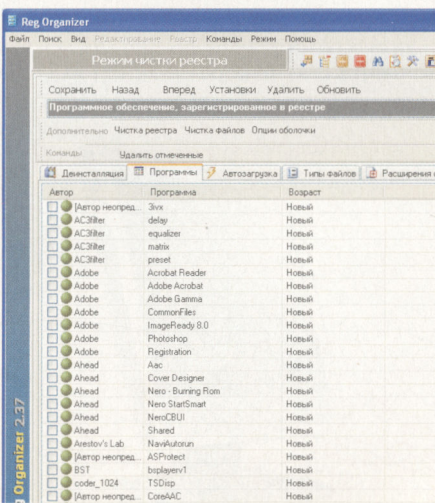 Reg Organizer
Файл Поиск Вид Редактирование Реестр Команды Режим Помощь
Режим чистки реестра
Сохранить Назад Вперед Установки Удалить Обновить
Программное обеспечение, зарегистрированное в реестре
Дополнительно Чистка реестра Чистка файлов Опции оболочки
Команды Удалить отмеченные
Деинсталляция Программы Автозагрузка Типы файлов Расширения
Автор Программа Возраст
[Автор неопред... 3ivx Новый
AC3filter delay Новый
AC3filter equalizer Новый
AC3filter matrix Новый
AC3filter preset Новый
Adobe Acrobat Reader Новый
Adobe Adobe Acrobat Новый
Adobe Adobe Gamma Новый
Adobe CommonFiles Новый
Adobe ImageReady 8.0 Новый
Adobe Photoshop Новый
Adobe Registration Новый
Ahead Aac Новый
Ahead Cover Designer Новый
Ahead Nero - Burning Rom Новый
Ahead Nero StartSmart Новый
Ahead NeroCBUI Новый
Ahead Shared Новый
Arestov's Lab NaviAutorun Новый
[Автор неопред... ASProtect Новый
BST bsplayerv1 Новый
coder_1024 TSDisp Новый
[Автор неопред... CoreAAC Новый
g Organizer 2.37